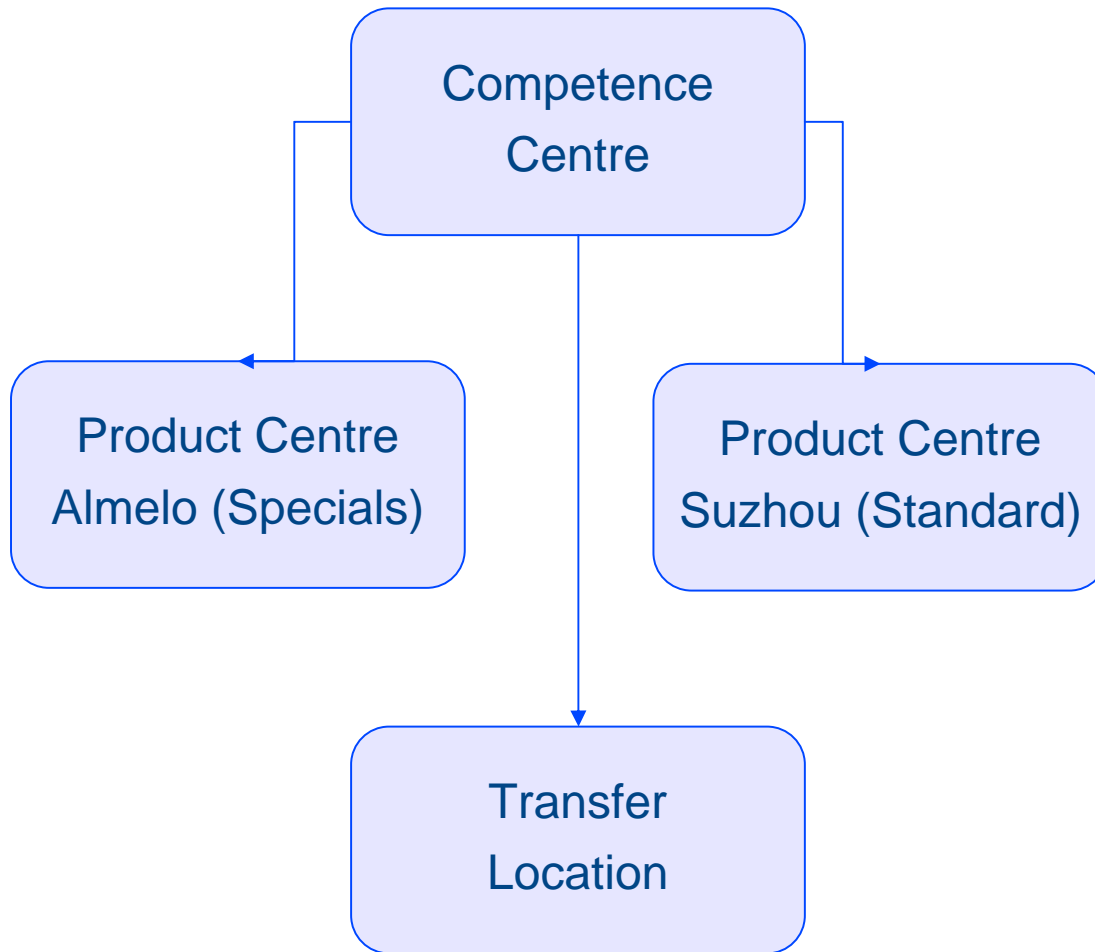 Competence
Centre
Product Centre
Almelo (Specials)
Product Centre
Suzhou (Standard)
Transfer
Location